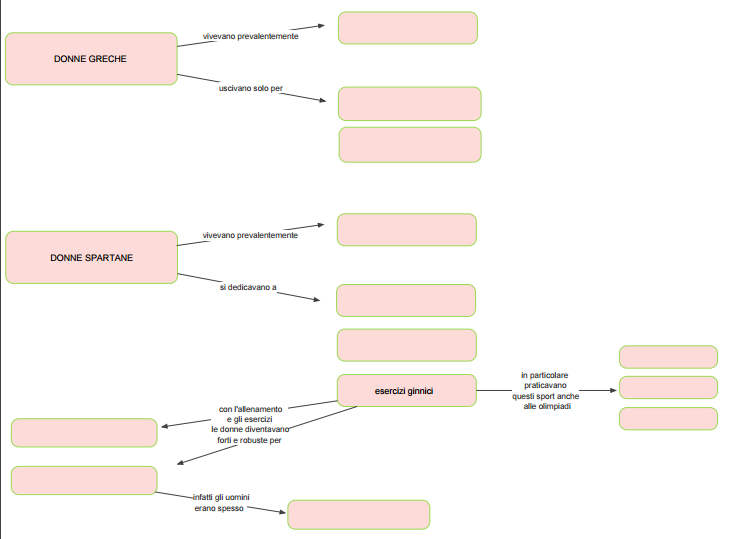 vivevano prevalentemente
DONNE GRECHE
uscivano solo per
vivevano prevalentemente
DONNE SPARTANE
si dedicavano a
esercizi ginnici
in particolare
praticavano
questi sport anche
alle olimpiadi
con l'allenamento
e gli esercizi
le donne diventavano
forti e robuste per
infatti gli uomini
erano spesso